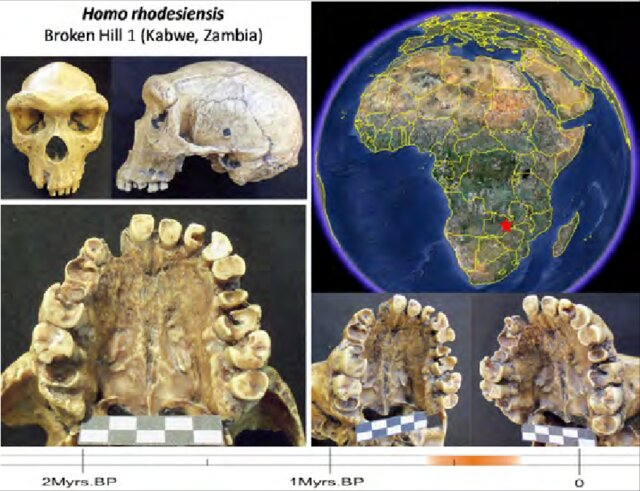 Homo rhodesiensis
Broken Hill 1 (Kabwe, Zambia)
2Myrs.BP
1Myrs.BP
0